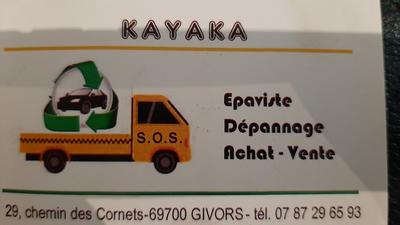 KAYAKA
S.O.S.
Epaviste
Dépannage
Achat - Vente
29, chemin des Cornets-69700 GIVORS - tél. 07 87 29 65 93